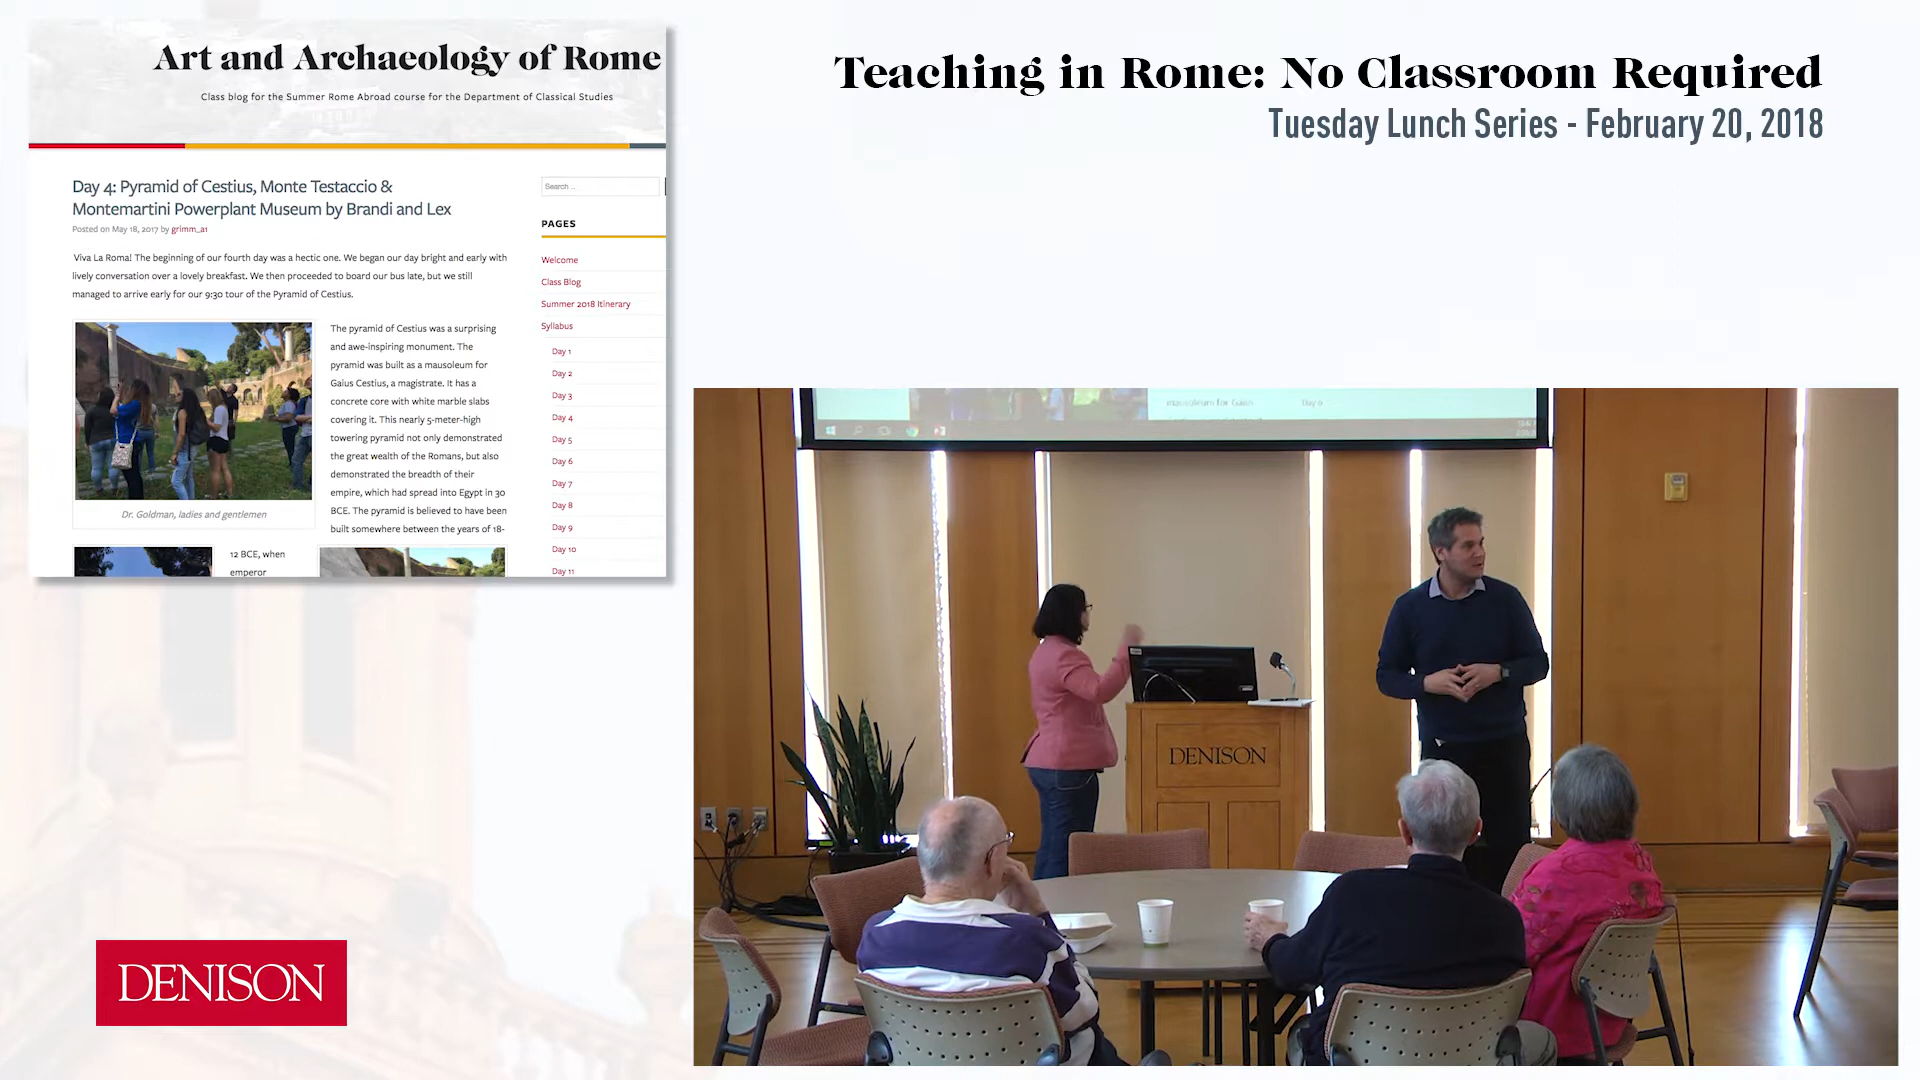 Art and Archaeology of Rome
Class blog for the Summer Rome Abroad course for the Department of Classical Studies
Day 4: Pyramid of Cestius, Monte Testaccio &
Montemartini Powerplant Museum by Brandi and Lex
Posted on May 18, 2017 by grimm_a1
Viva La Roma! The beginning of our fourth day was a hectic one. We began our day bright and early with
lively conversation over a lovely breakfast. We then proceeded to board our bus late, but we still
managed to arrive early for our 9:30 tour of the Pyramid of Cestius.
Dr. Goldman, ladies and gentlemen
The pyramid of Cestius was a surprising
and awe-inspiring monument. The
pyramid was built as a mausoleum for
Gaius Cestius, a magistrate. It has a
concrete core with white marble slabs
covering it. This nearly 5-meter-high
towering pyramid not only demonstrated
the great wealth of the Romans, but also
demonstrated the breadth of their
empire, which had spread into Egypt in 30
BCE. The pyramid is believed to have been
built somewhere between the years of 18-
12 BCE, when
emperor
Search ...
PAGES
Welcome
Class Blog
Summer 2018 Itinerary
Syllabus
Day 1
Day 2
Day 3
Day 4
Day 5
Day 6
Day 7
Day 8
Day 9
Day 10
Day 11
Teaching in Rome: No Classroom Required
Tuesday Lunch Series - February 20, 2018
mausoleum for Gaius
DENISON
DENISON